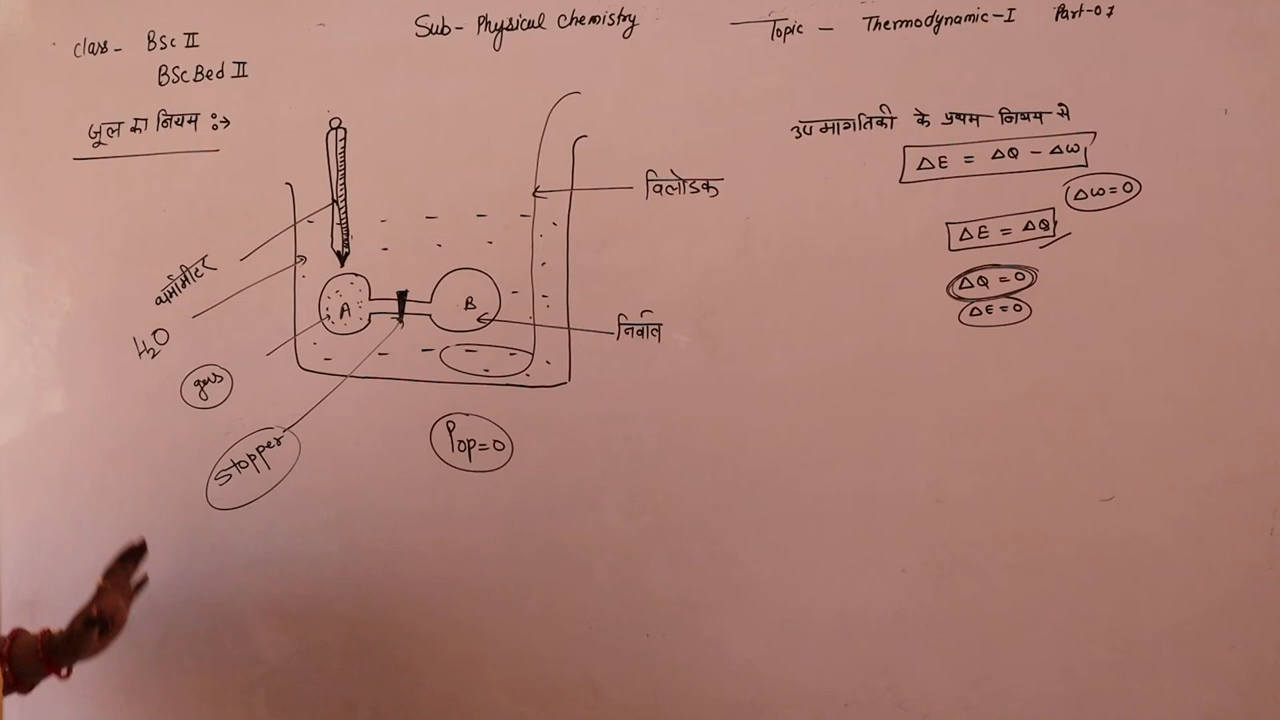 Class - BSc II
BSc Bed II
Sub - Physical Chemistry
Topic - Thermodynamic-I Part-07
जूल का नियम :→
थर्मामीटर
H2O
gas
Stopper
A
B
विलोडक
निर्वात
Pop=0
उष्मागतिकी के प्रथम नियम से
ΔE = ΔQ - Δω
Δω=0
ΔE = ΔQ
ΔQ = 0
ΔE=0